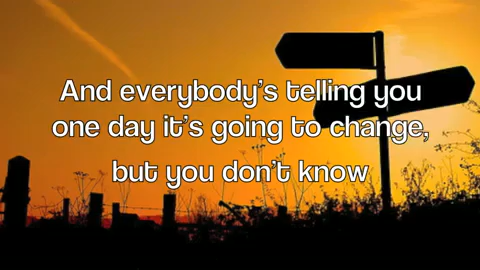 And everybody's telling you
one day it's going to change,
but you don't know